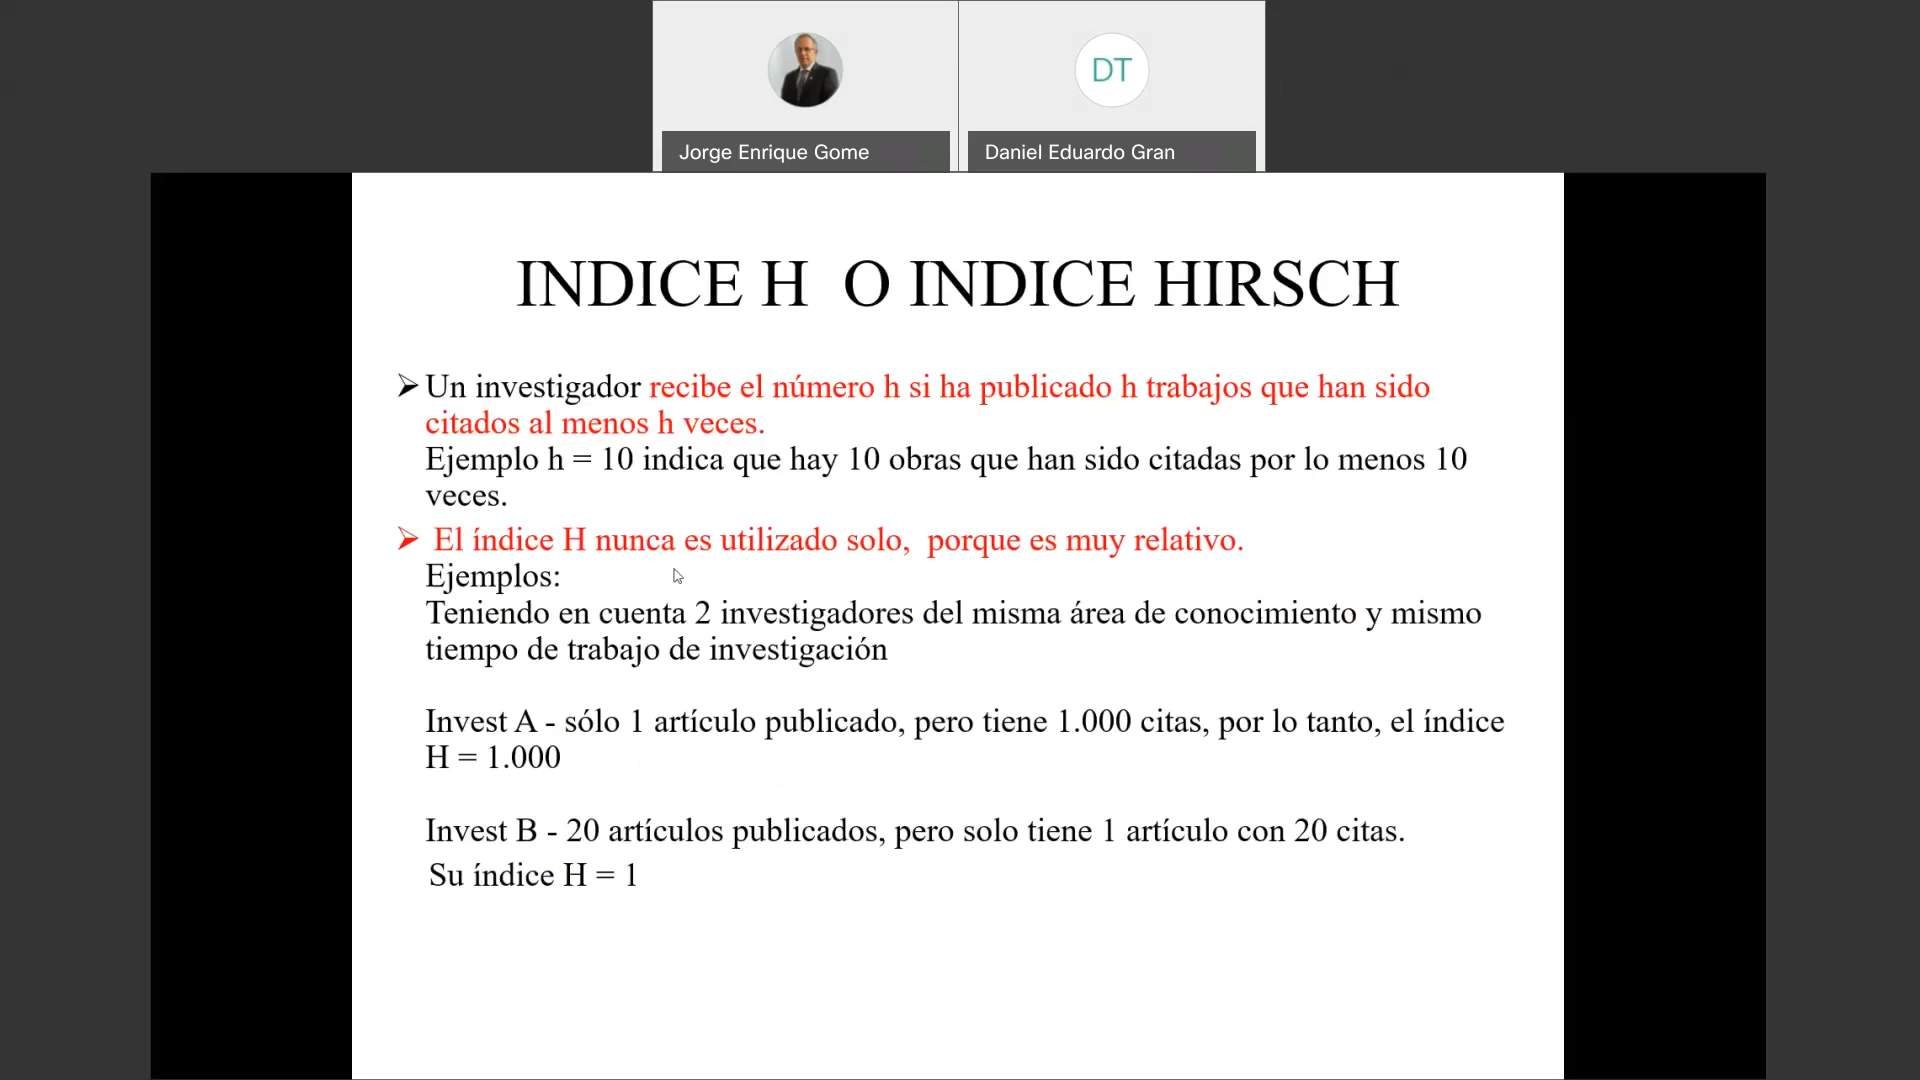 DT
Jorge Enrique Gome
Daniel Eduardo Gran
INDICE H O INDICE HIRSCH
Un investigador recibe el número h si ha publicado h trabajos que han sido
citados al menos h veces.
Ejemplo h = 10 indica que hay 10 obras que han sido citadas por lo menos 10
veces.
El índice H nunca es utilizado solo, porque es muy relativo.
Ejemplos:
Teniendo en cuenta 2 investigadores del misma área de conocimiento y mismo
tiempo de trabajo de investigación
Invest A - sólo 1 artículo publicado, pero tiene 1.000 citas, por lo tanto, el índice
H = 1.000
Invest B - 20 artículos publicados, pero solo tiene 1 artículo con 20 citas.
Su índice H = 1